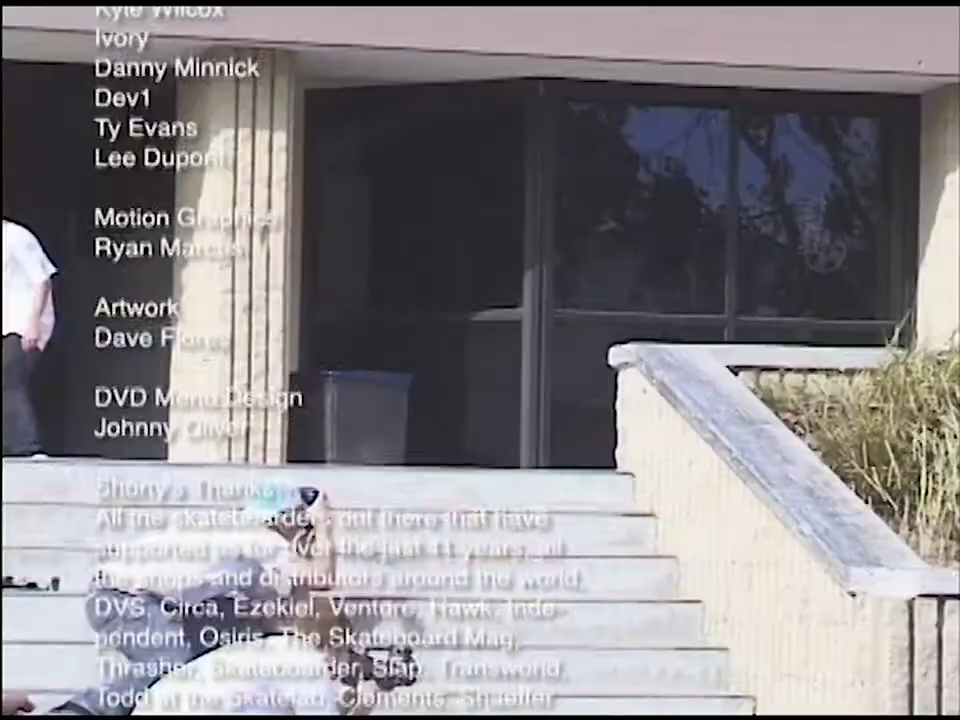 Kyle Wilcox
Ivory
Danny Minnick
Dev1
Ty Evans
Lee Dupont
Motion Graphics
Ryan Marcus
Artwork
Dave Flores
DVD Menu Design
Johnny Oliver
Shorty's Thanks
All the skateboarders out there that have
supported us for over the last 11 years, all
the shops and distributors around the world,
DVS, Circa, Ezekiel, Venture, Hawk, Inde-
pendent, Osiris, The Skateboard Mag,
Thrasher, Skateboarder, Slap, Transworld,
Todd at the Skatelab, Clements, Shaeffer